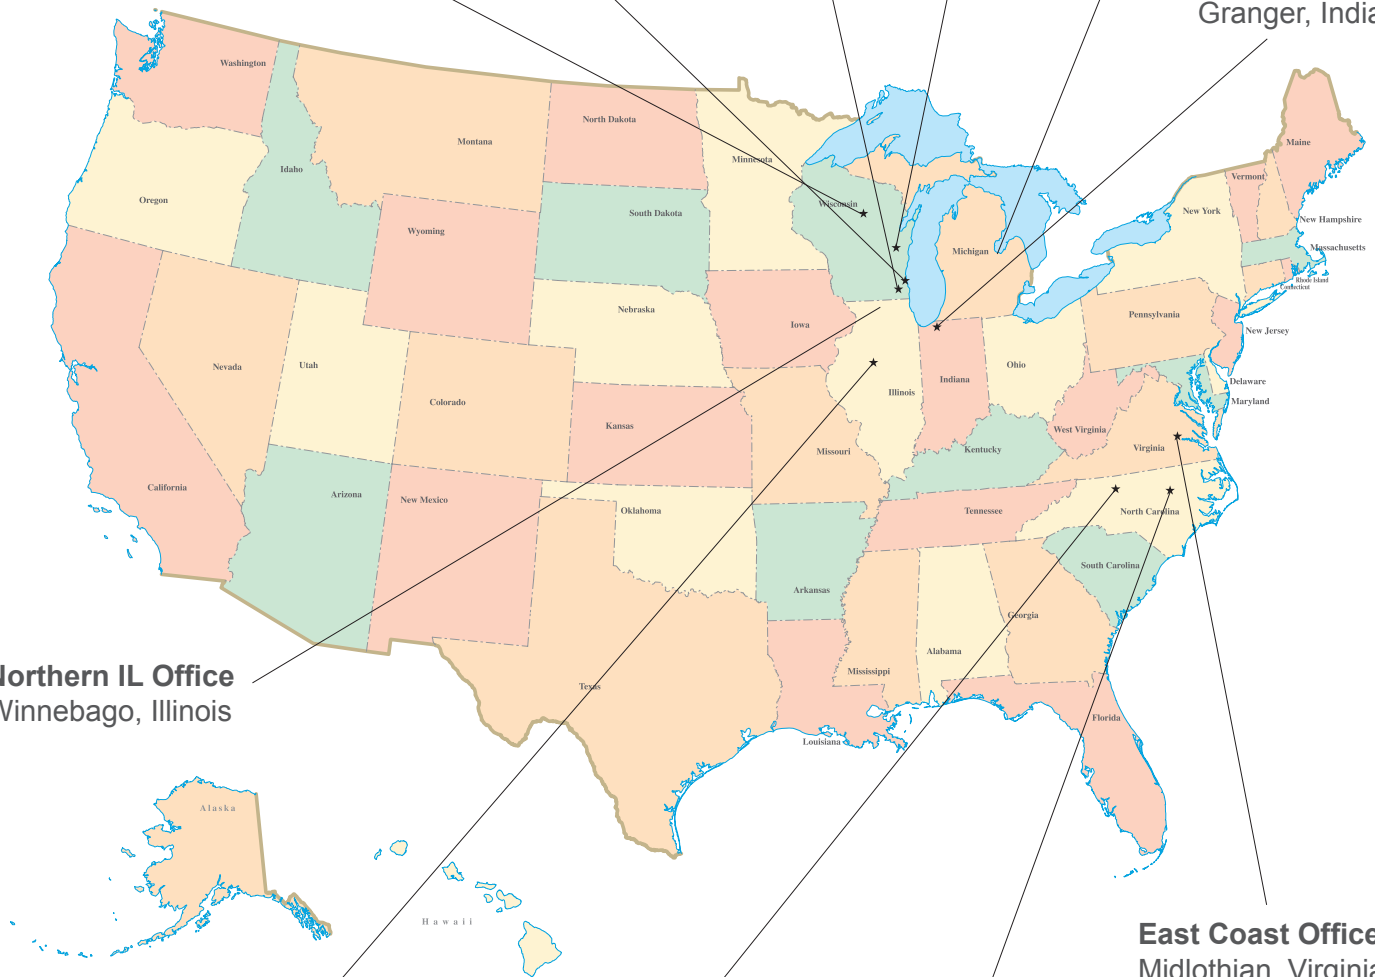 Granger, India
Washington
Maine
North Dakota
Montana
Minnesota
Idaho
Vermont
Oregon
Wisconsin
South Dakota
New York
New Hampshire
Wyoming
Massachusetts
Michigan
Rhode Island
Connecticut
Nebraska
Pennsylvania
Iowa
New Jersey
Utah
Nevada
Ohio
Indiana
Delaware
Illinois
Maryland
Colorado
Kansas
West Virginia
Virginia
Missouri
Kentucky
California
Arizona
New Mexico
Oklahoma
Tennessee
North Carolina
South Carolina
Arkansas
Georgia
Alabama
Mississippi
Northern IL Office
Winnebago, Illinois
Texas
Florida
Louisiana
Alaska
Hawaii
East Coast Office
Midlothian, Virginia